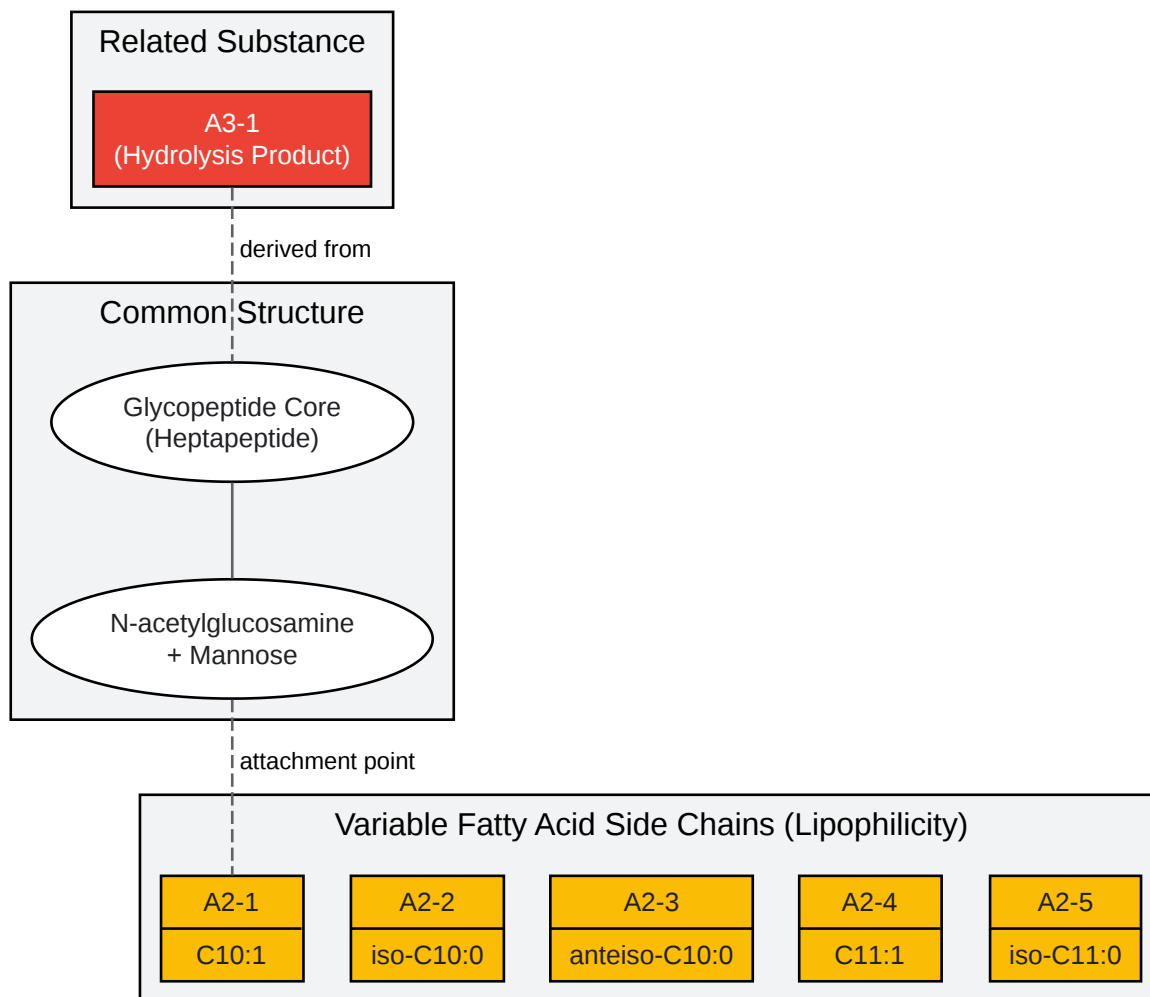 Related Substance
A3-1
(Hydrolysis Product)
derived from
Common Structure
Glycopeptide Core
(Heptapeptide)
N-acetylglucosamine
+ Mannose
attachment point
Variable Fatty Acid Side Chains (Lipophilicity)
A2-1
C10:1
A2-2
iso-C10:0
A2-3
anteiso-C10:0
A2-4
C11:1
A2-5
iso-C11:0